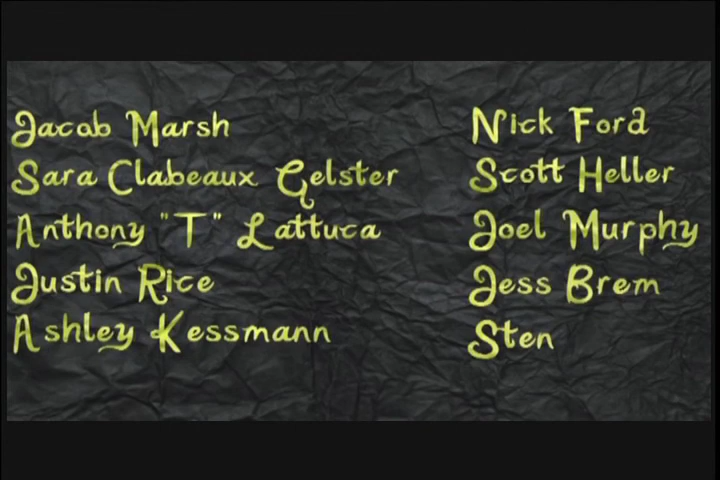 Jacob Marsh
Sara Clabeaux Gelster
Anthony "T" Lattuca
Justin Rice
Ashley Kessmann
Nick Ford
Scott Heller
Joel Murphy
Jess Brem
Sten